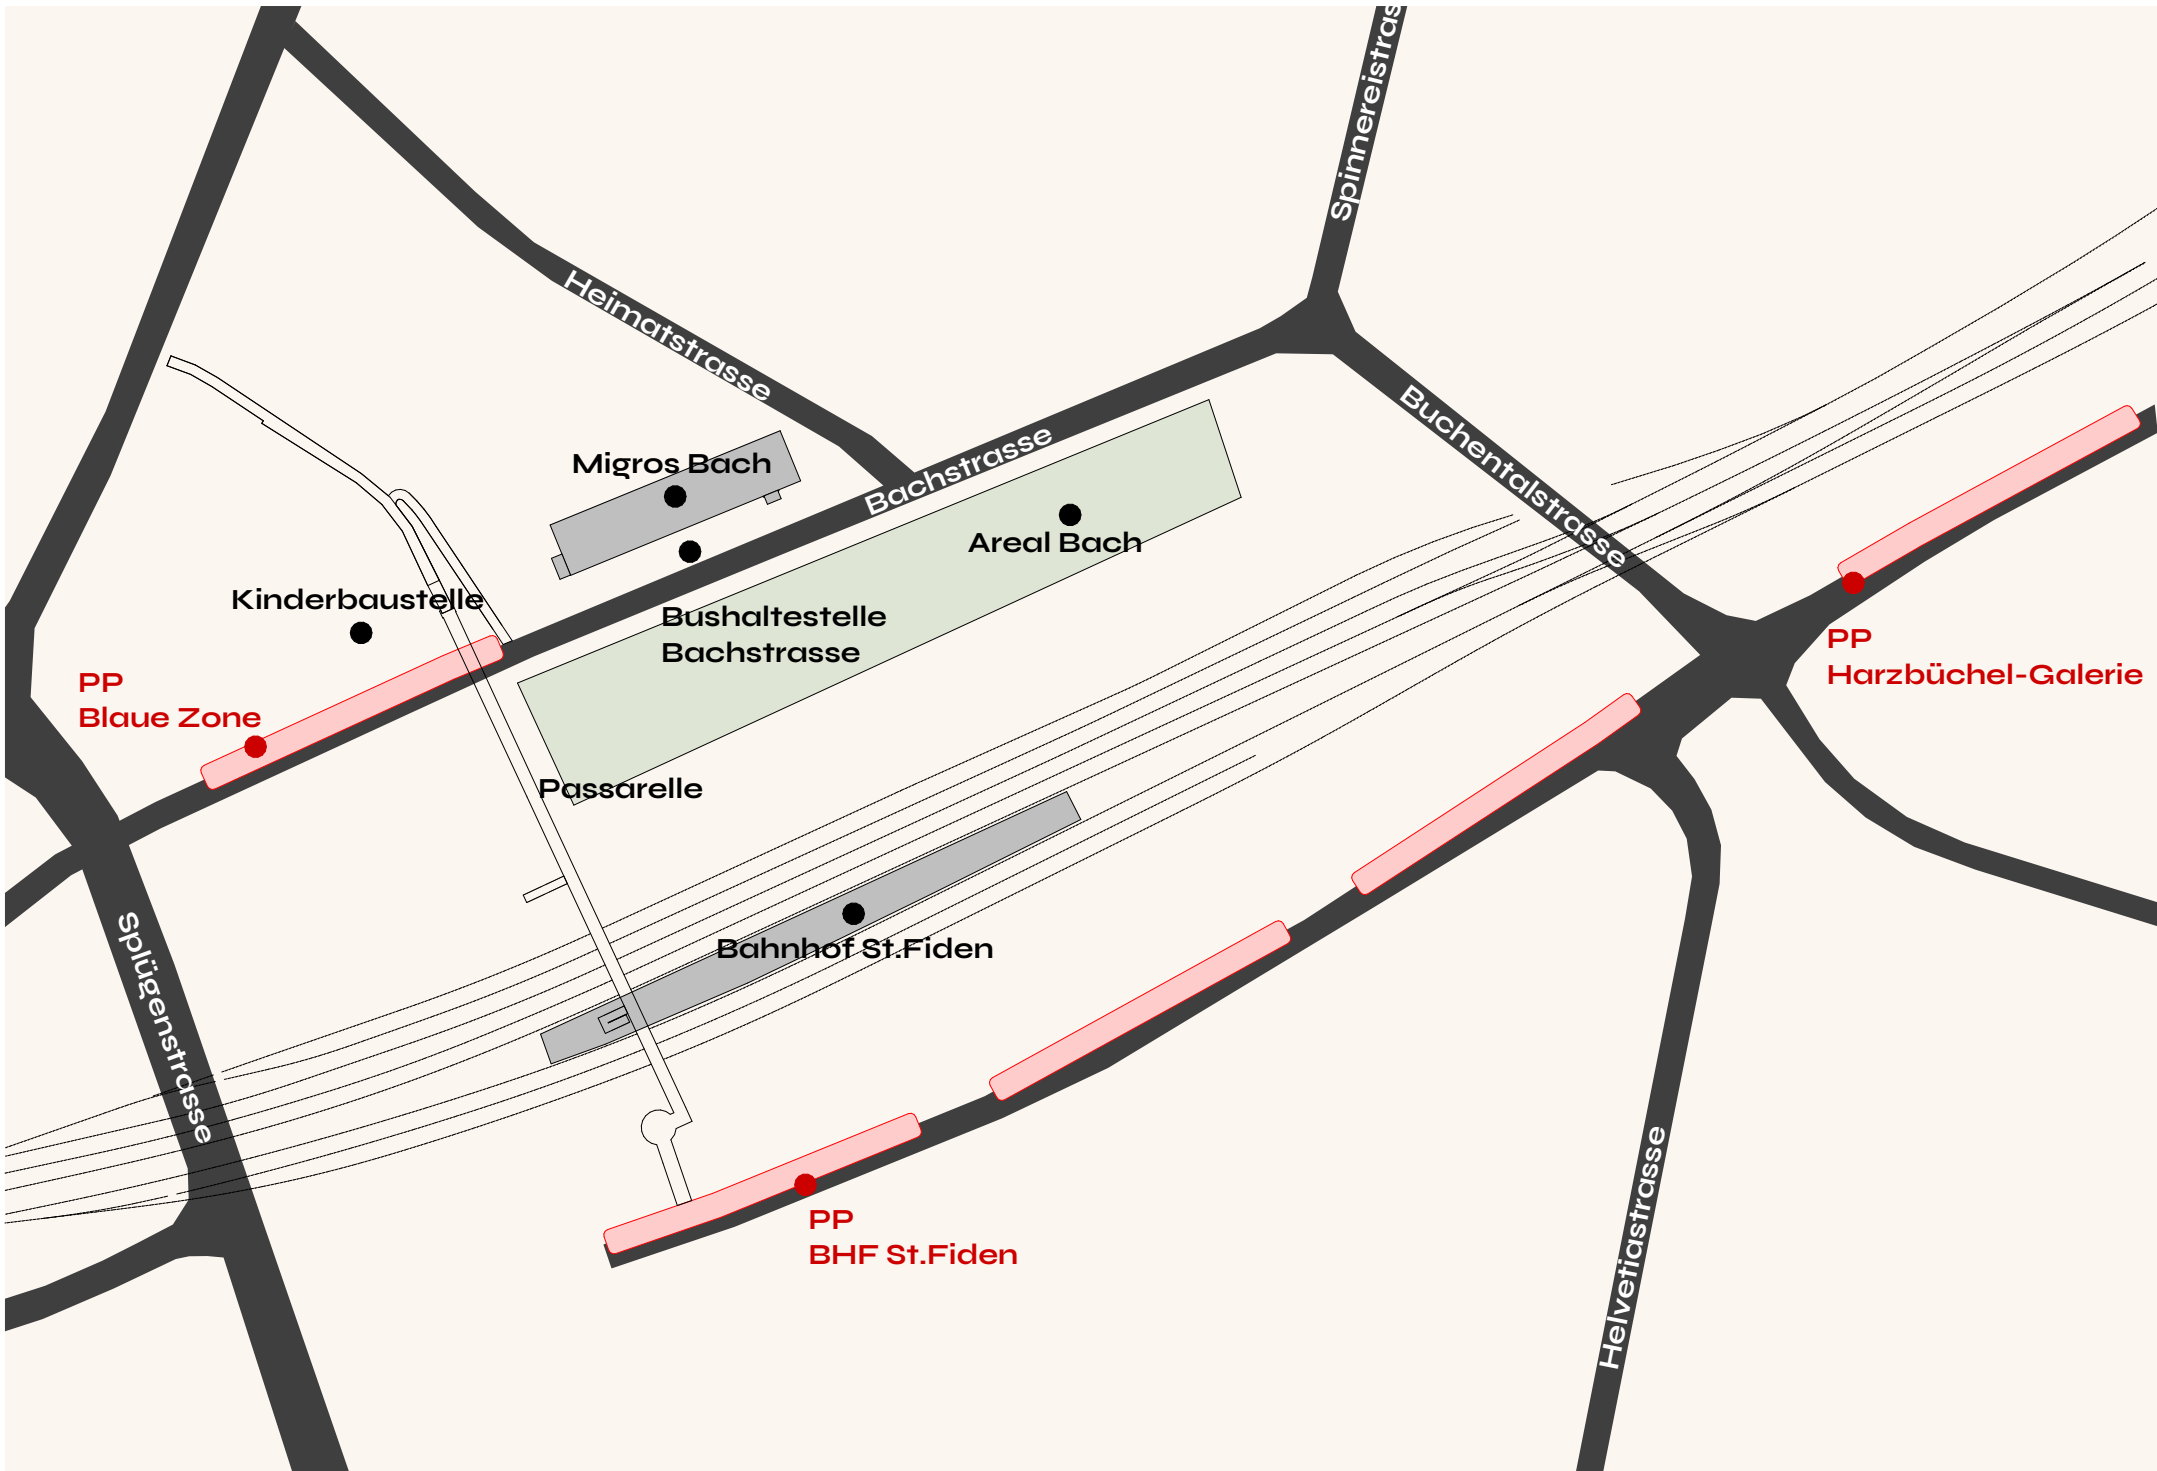 Spinnereistras
Heimatstrasse
Buchentalstrasse
Bachstrasse
Migros Bach
Areal Bach
Kinderbaustelle
Bushaltestelle
Bachstrasse
PP
Harzbüchel-Galerie
PP
Blaue Zone
Passarelle
Bahnhof St.Fiden
Splügenstrasse
PP
BHF St.Fiden
Helvetiastrasse